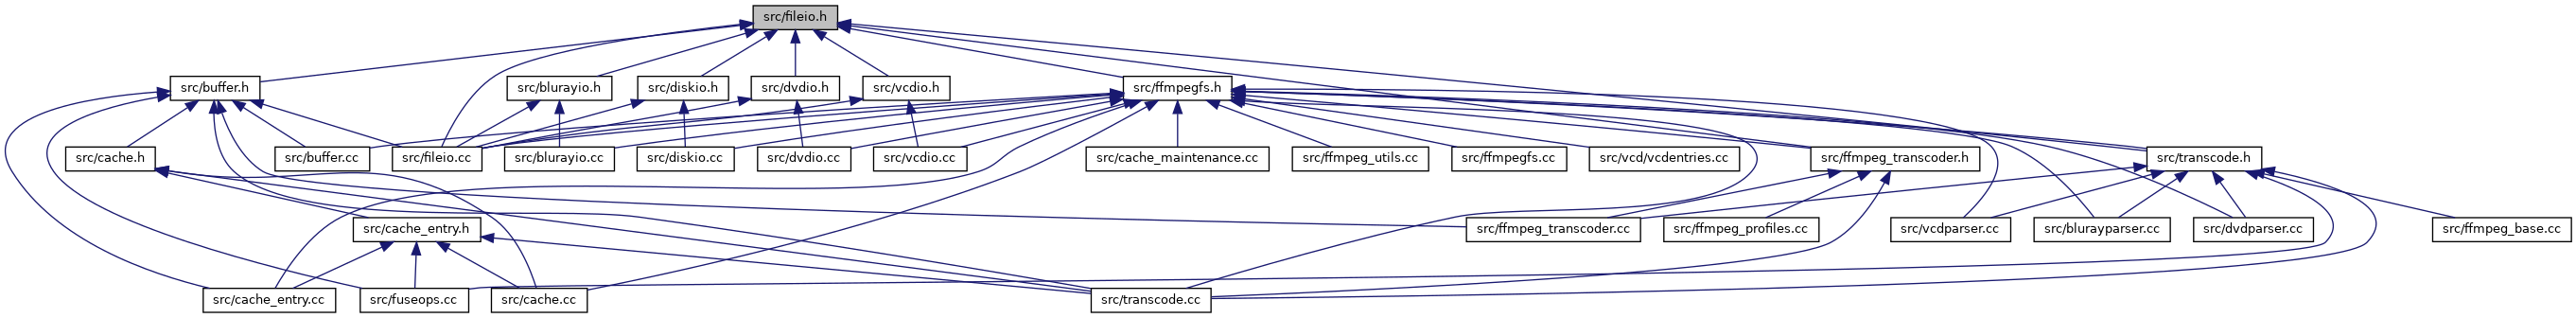 src/fileio.h
src/buffer.h
src/blurayio.h
src/diskio.h
src/dvdio.h
src/vcdio.h
src/ffmpegfs.h
src/cache.h
src/buffer.cc
src/fileio.cc
src/blurayio.cc
src/diskio.cc
src/dvdio.cc
src/vcdio.cc
src/cache_maintenance.cc
src/ffmpeg_utils.cc
src/ffmpegfs.cc
src/vcd/vcdentries.cc
src/ffmpeg_transcoder.h
src/transcode.h
src/cache_entry.h
src/ffmpeg_transcoder.cc
src/ffmpeg_profiles.cc
src/vcdparser.cc
src/blurayparser.cc
src/dvdparser.cc
src/ffmpeg_base.cc
src/cache_entry.cc
src/fuseops.cc
src/cache.cc
src/transcode.cc